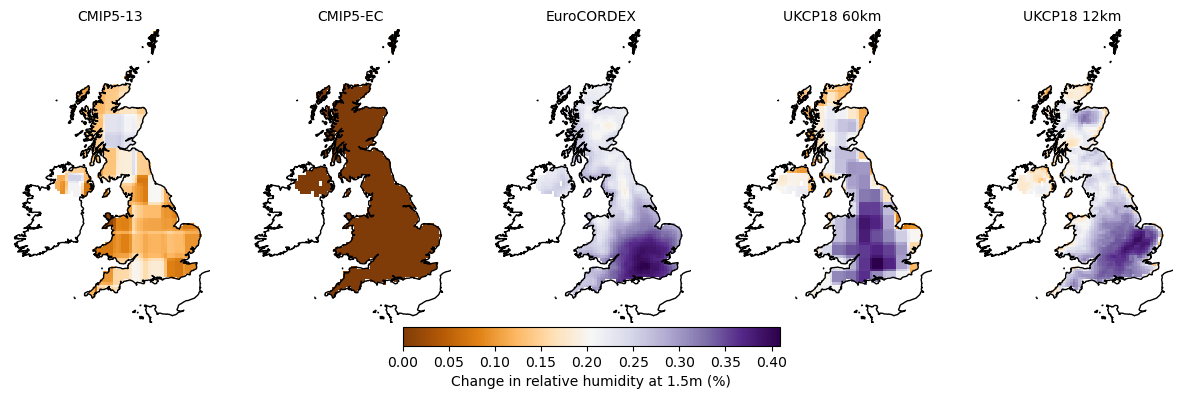 CMIP5-13 CMIP5-EC EuroCORDEX UKCP18 60km UKCP18 12km
0.00 0.05 0.10 0.15 0.20 0.25 0.30 0.35 0.40
Change in relative humidity at 1.5m (%)